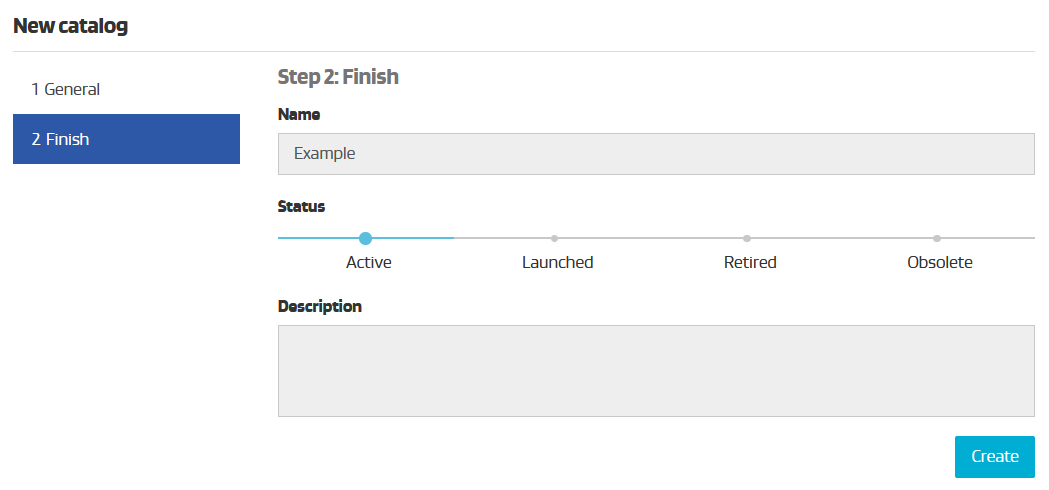 New catalog
1 General
2 Finish
Step 2: Finish
Name
Example
Status
Active Launched Retired Obsolete
Description
Create